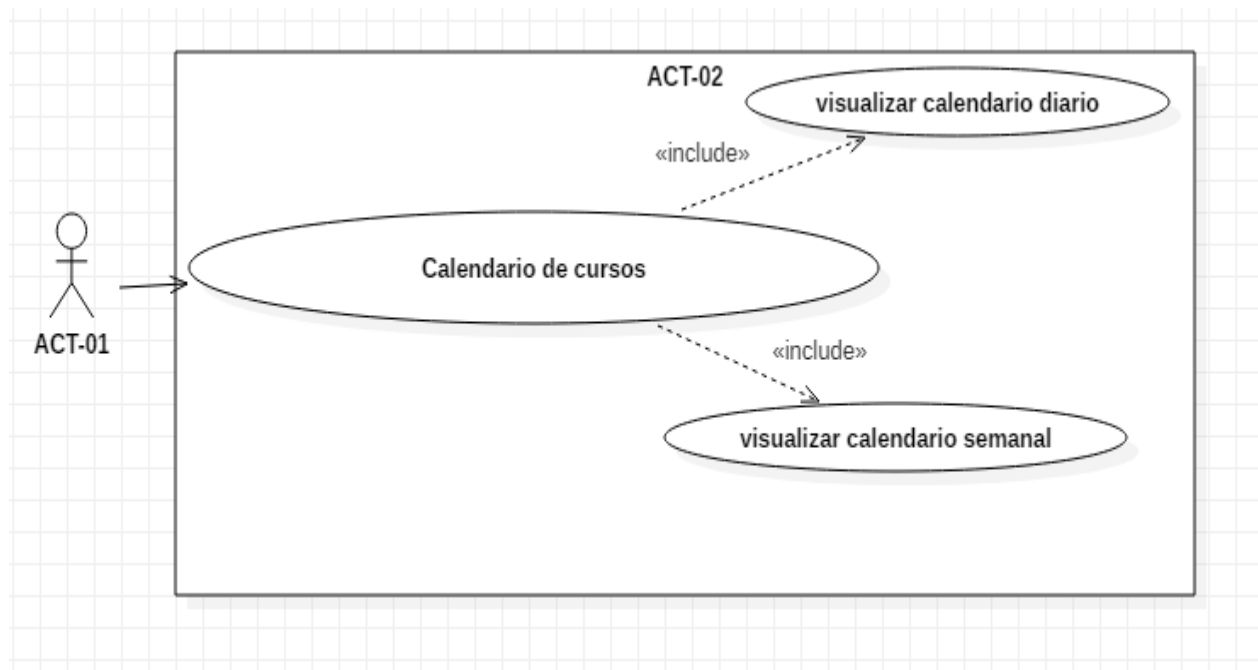 ACT-02
visualizar calendario diario
«include»
Calendario de cursos
ACT-01
«include»
visualizar calendario semanal